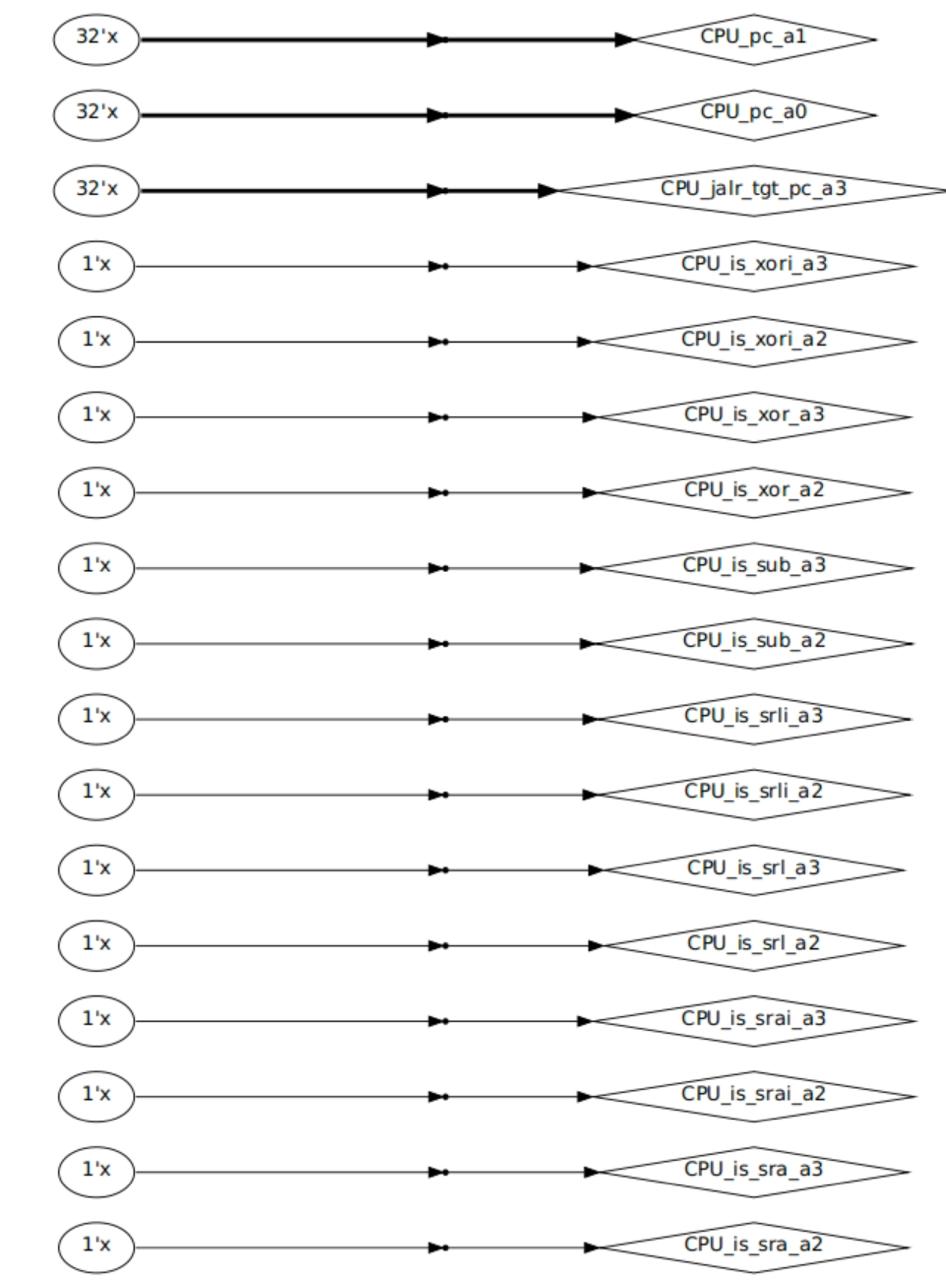 32'x CPU_pc_a1
32'x CPU_pc_a0
32'x CPU_jalr_tgt_pc_a3
1'x CPU_is_xori_a3
1'x CPU_is_xori_a2
1'x CPU_is_xor_a3
1'x CPU_is_xor_a2
1'x CPU_is_sub_a3
1'x CPU_is_sub_a2
1'x CPU_is_srli_a3
1'x CPU_is_srli_a2
1'x CPU_is_srl_a3
1'x CPU_is_srl_a2
1'x CPU_is_srai_a3
1'x CPU_is_srai_a2
1'x CPU_is_sra_a3
1'x CPU_is_sra_a2